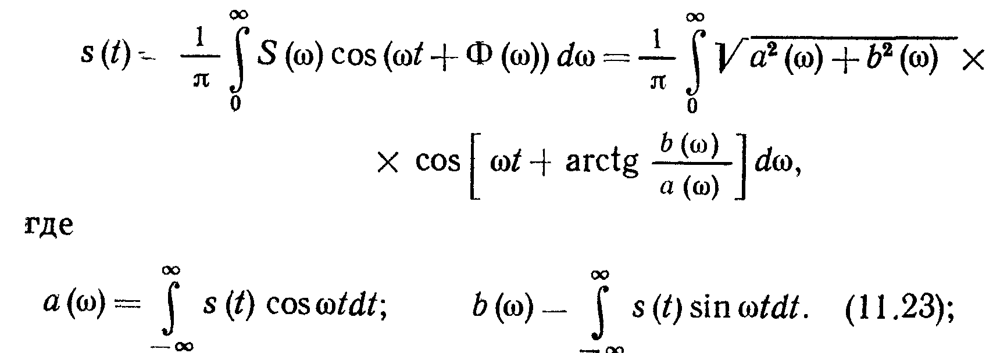 s (t) = 1/π ∫₀^∞ S (ω) cos (ωt + Φ (ω)) dω = 1/π ∫₀^∞ √(a² (ω) + b² (ω)) ×
× cos [ ωt + arctg b (ω)/a (ω) ] dω,
где
a (ω) = ∫₋∞^∞ s (t) cos ωtdt; b (ω) — ∫₋∞^∞ s (t) sin ωtdt. (11.23);